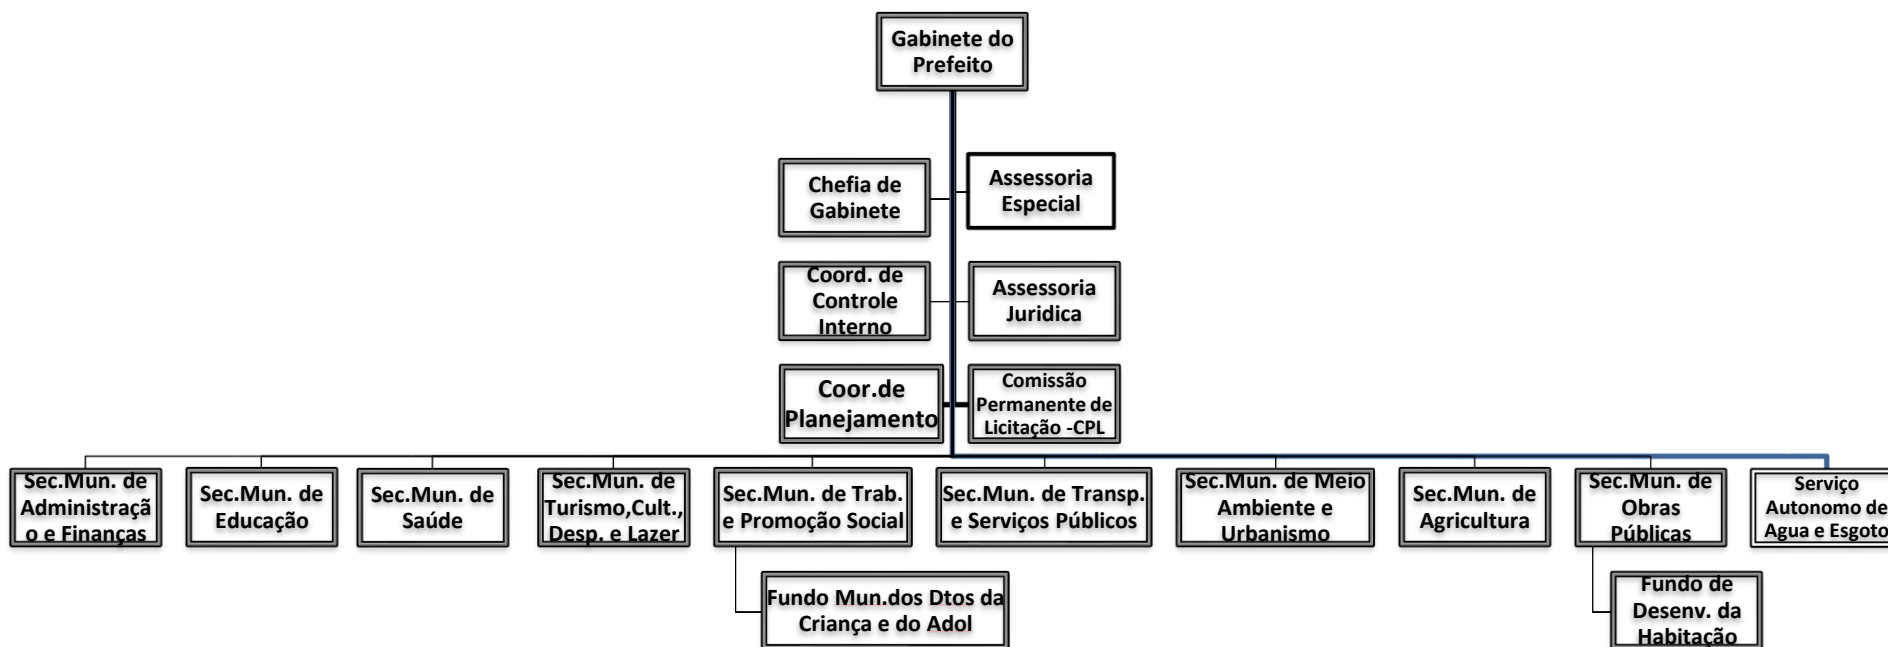 Gabinete do
Prefeito
Chefia de
Gabinete
Assessoria
Especial
Coord. de
Controle
Interno
Assessoria
Juridica
Coor.de
Planejamento
Comissão
Permanente de
Licitação -CPL
Sec.Mun. de
Administraçã
o e Finanças
Sec.Mun. de
Educação
Sec.Mun. de
Saúde
Sec.Mun. de
Turismo,Cult.,
Desp. e Lazer
Sec.Mun. de Trab.
e Promoção Social
Sec.Mun. de Transp.
e Serviços Públicos
Sec.Mun. de Meio
Ambiente e
Urbanismo
Sec.Mun. de
Agricultura
Sec.Mun. de
Obras
Públicas
Serviço
Autonomo de
Agua e Esgoto
Fundo Mun.dos Dtos da
Criança e do Adol
Fundo de
Desenv. da
Habitação